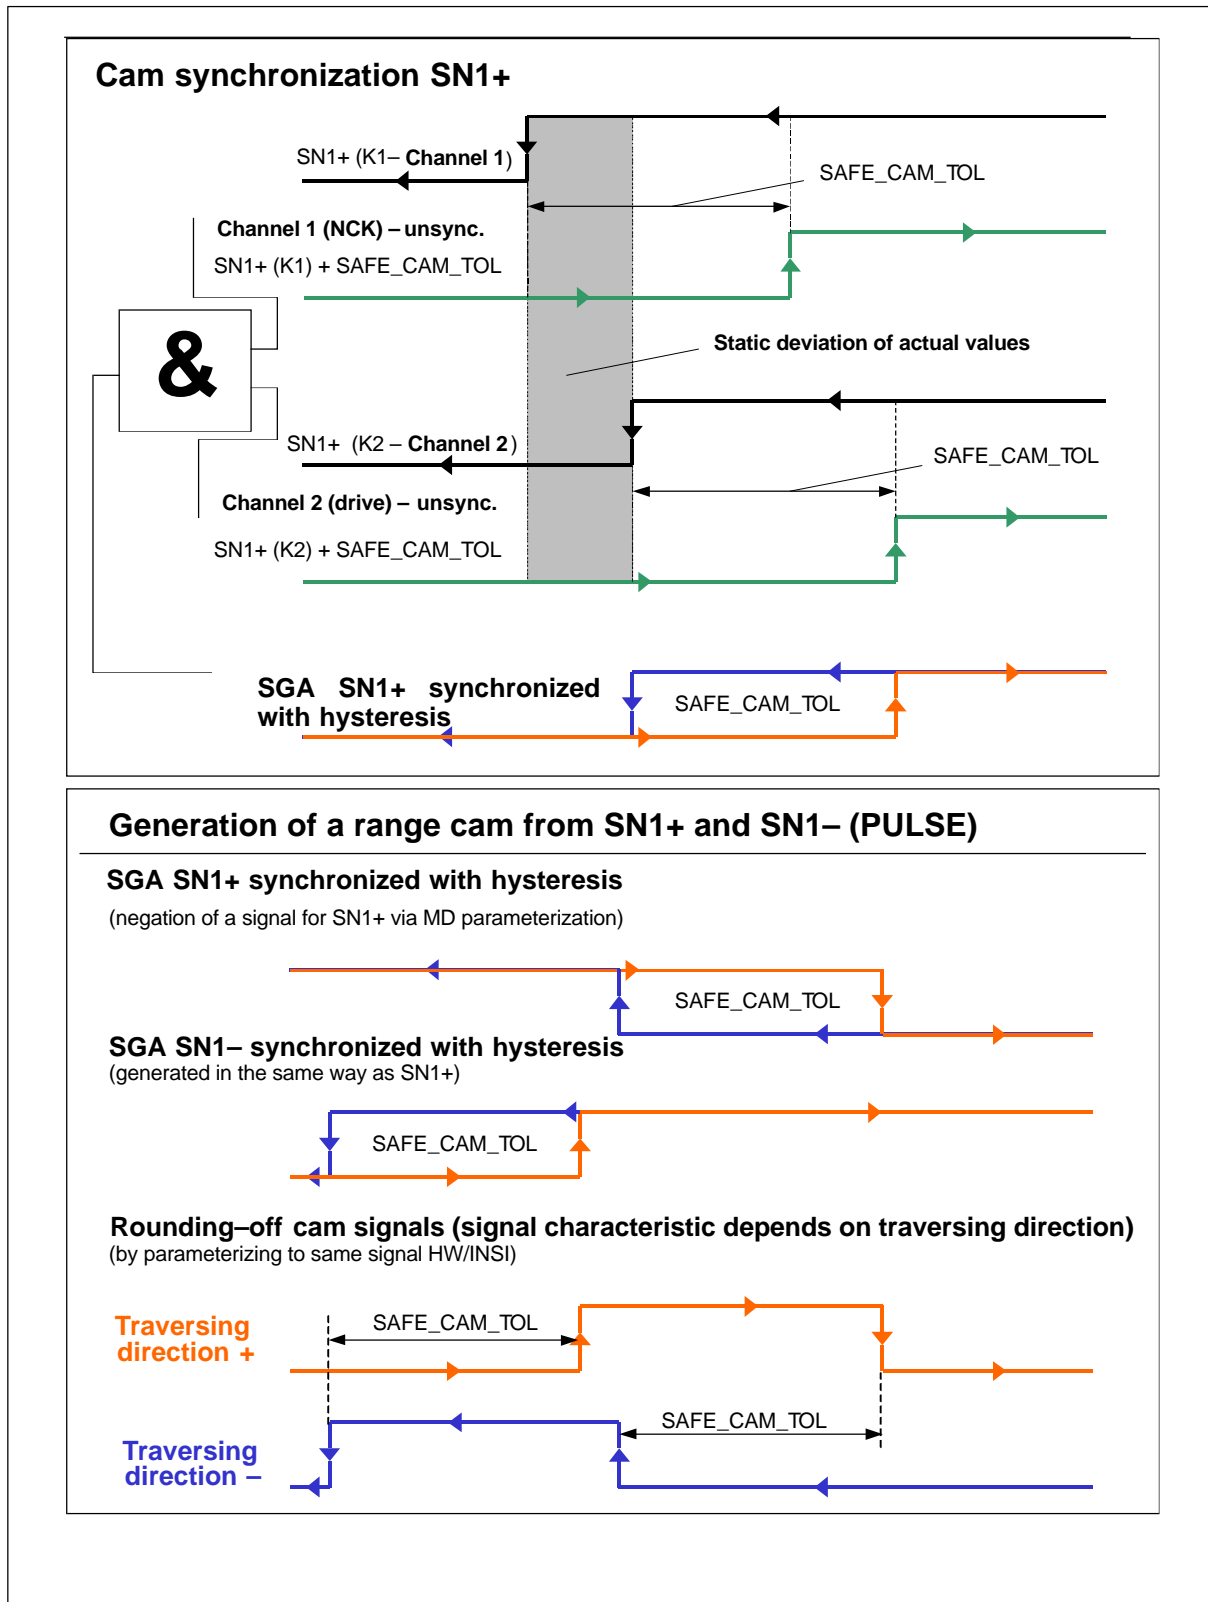 Cam synchronization SN1+
SN1+ (K1– Channel 1)
SAFE_CAM_TOL
Channel 1 (NCK) – unsync.
SN1+ (K1) + SAFE_CAM_TOL
&
Static deviation of actual values
SN1+ (K2 – Channel 2)
SAFE_CAM_TOL
Channel 2 (drive) – unsync.
SN1+ (K2) + SAFE_CAM_TOL
SGA SN1+ synchronized
with hysteresis
SAFE_CAM_TOL
Generation of a range cam from SN1+ and SN1– (PULSE)
SGA SN1+ synchronized with hysteresis
(negation of a signal for SN1+ via MD parameterization)
SAFE_CAM_TOL
SGA SN1– synchronized with hysteresis
(generated in the same way as SN1+)
SAFE_CAM_TOL
Rounding–off cam signals (signal characteristic depends on traversing direction)
(by parameterizing to same signal HW/INSI)
Traversing
direction +
SAFE_CAM_TOL
SAFE_CAM_TOL
Traversing
direction –